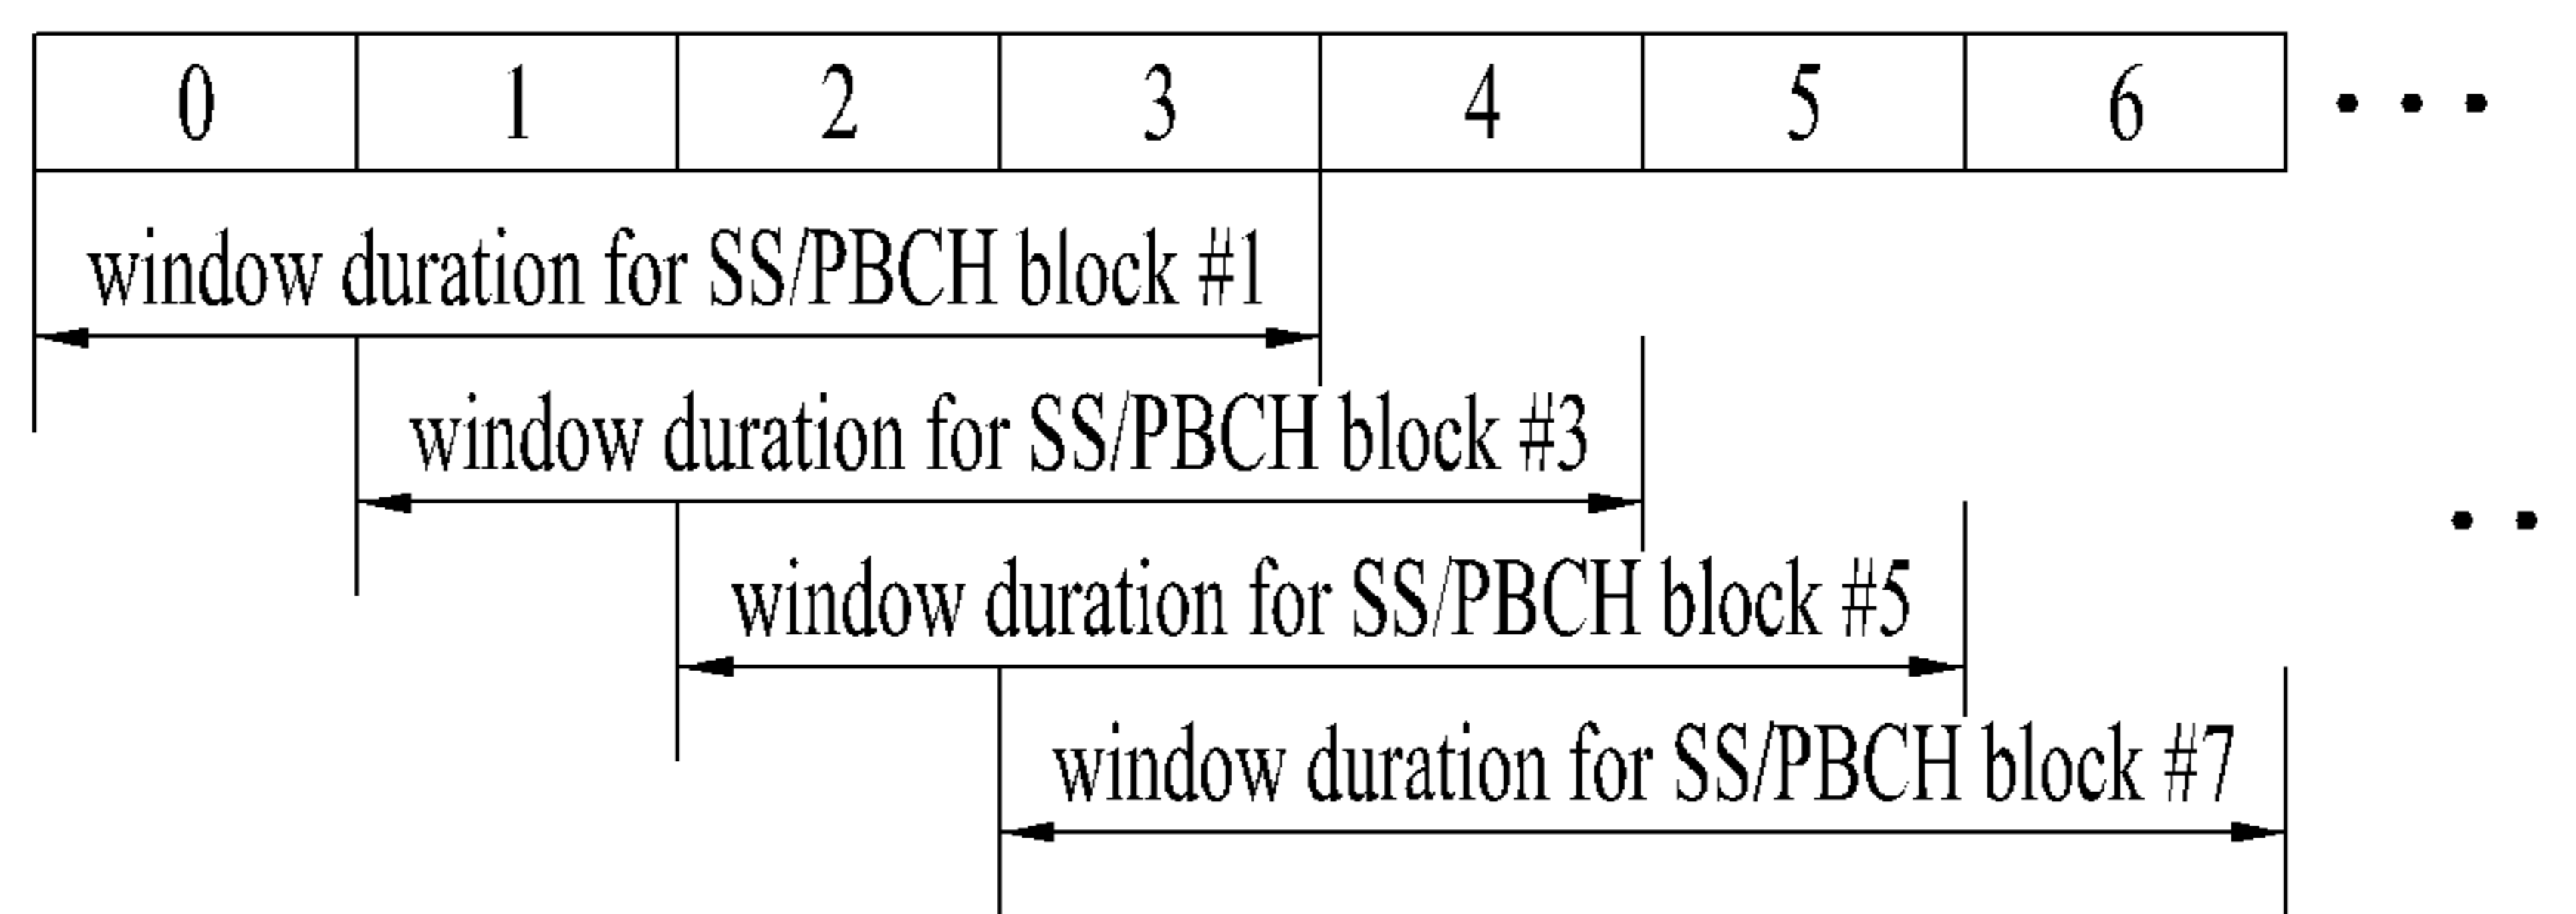 0 1 2 3 4 5 6 • • •
window duration for SS/PBCH block #1
window duration for SS/PBCH block #3
window duration for SS/PBCH block #5
window duration for SS/PBCH block #7